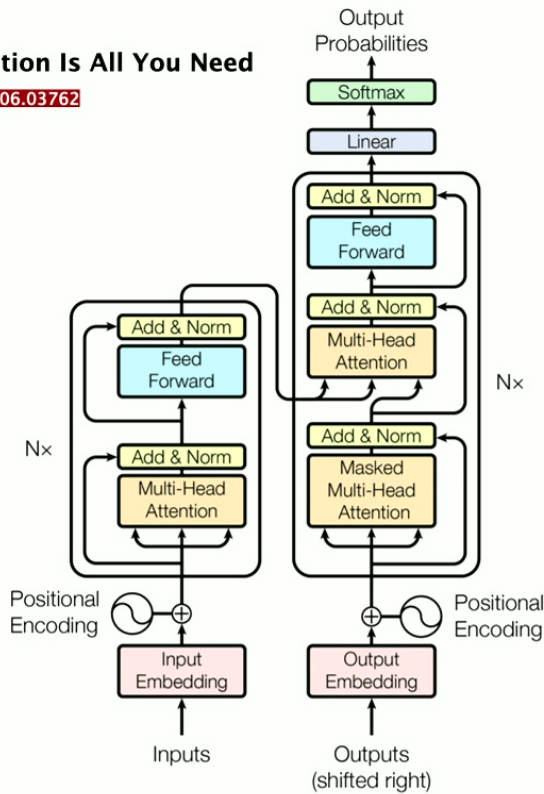 tion Is All You Need
06.03762
Output
Probabilities
Softmax
Linear
Add & Norm
Feed
Forward
Add & Norm
Multi-Head
Attention
Add & Norm
Masked
Multi-Head
Attention
Nx
Add & Norm
Feed
Forward
Add & Norm
Multi-Head
Attention
N×
Positional
Encoding
Positional
Encoding
Input
Embedding
Output
Embedding
Inputs
Outputs
(shifted right)